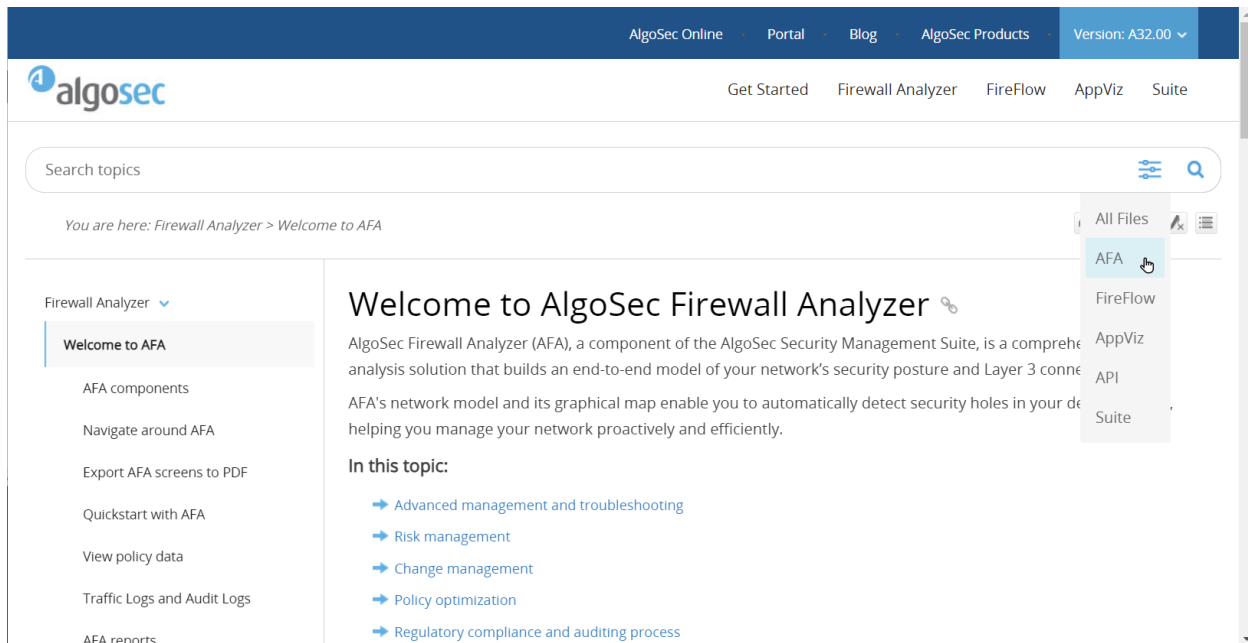 AlgoSec Online
Portal
Blog
AlgoSec Products
Version: A32.00
algosec
Get Started
Firewall Analyzer
FireFlow
AppViz
Suite
Search topics
You are here: Firewall Analyzer > Welcome to AFA
All Files
AFA
FireFlow
AppViz
API
Suite
Firewall Analyzer
Welcome to AFA
AFA components
Navigate around AFA
Export AFA screens to PDF
Quickstart with AFA
View policy data
Traffic Logs and Audit Logs
AFA reports
Welcome to AlgoSec Firewall Analyzer
AlgoSec Firewall Analyzer (AFA), a component of the AlgoSec Security Management Suite, is a
analysis solution that builds an end-to-end model of your network's security posture and Layer 3
AFA's network model and its graphical map enable you to automatically detect security holes in your
helping you manage your network proactively and efficiently.
In this topic:
Advanced management and troubleshooting
Risk management
Change management
Policy optimization
Regulatory compliance and auditing process